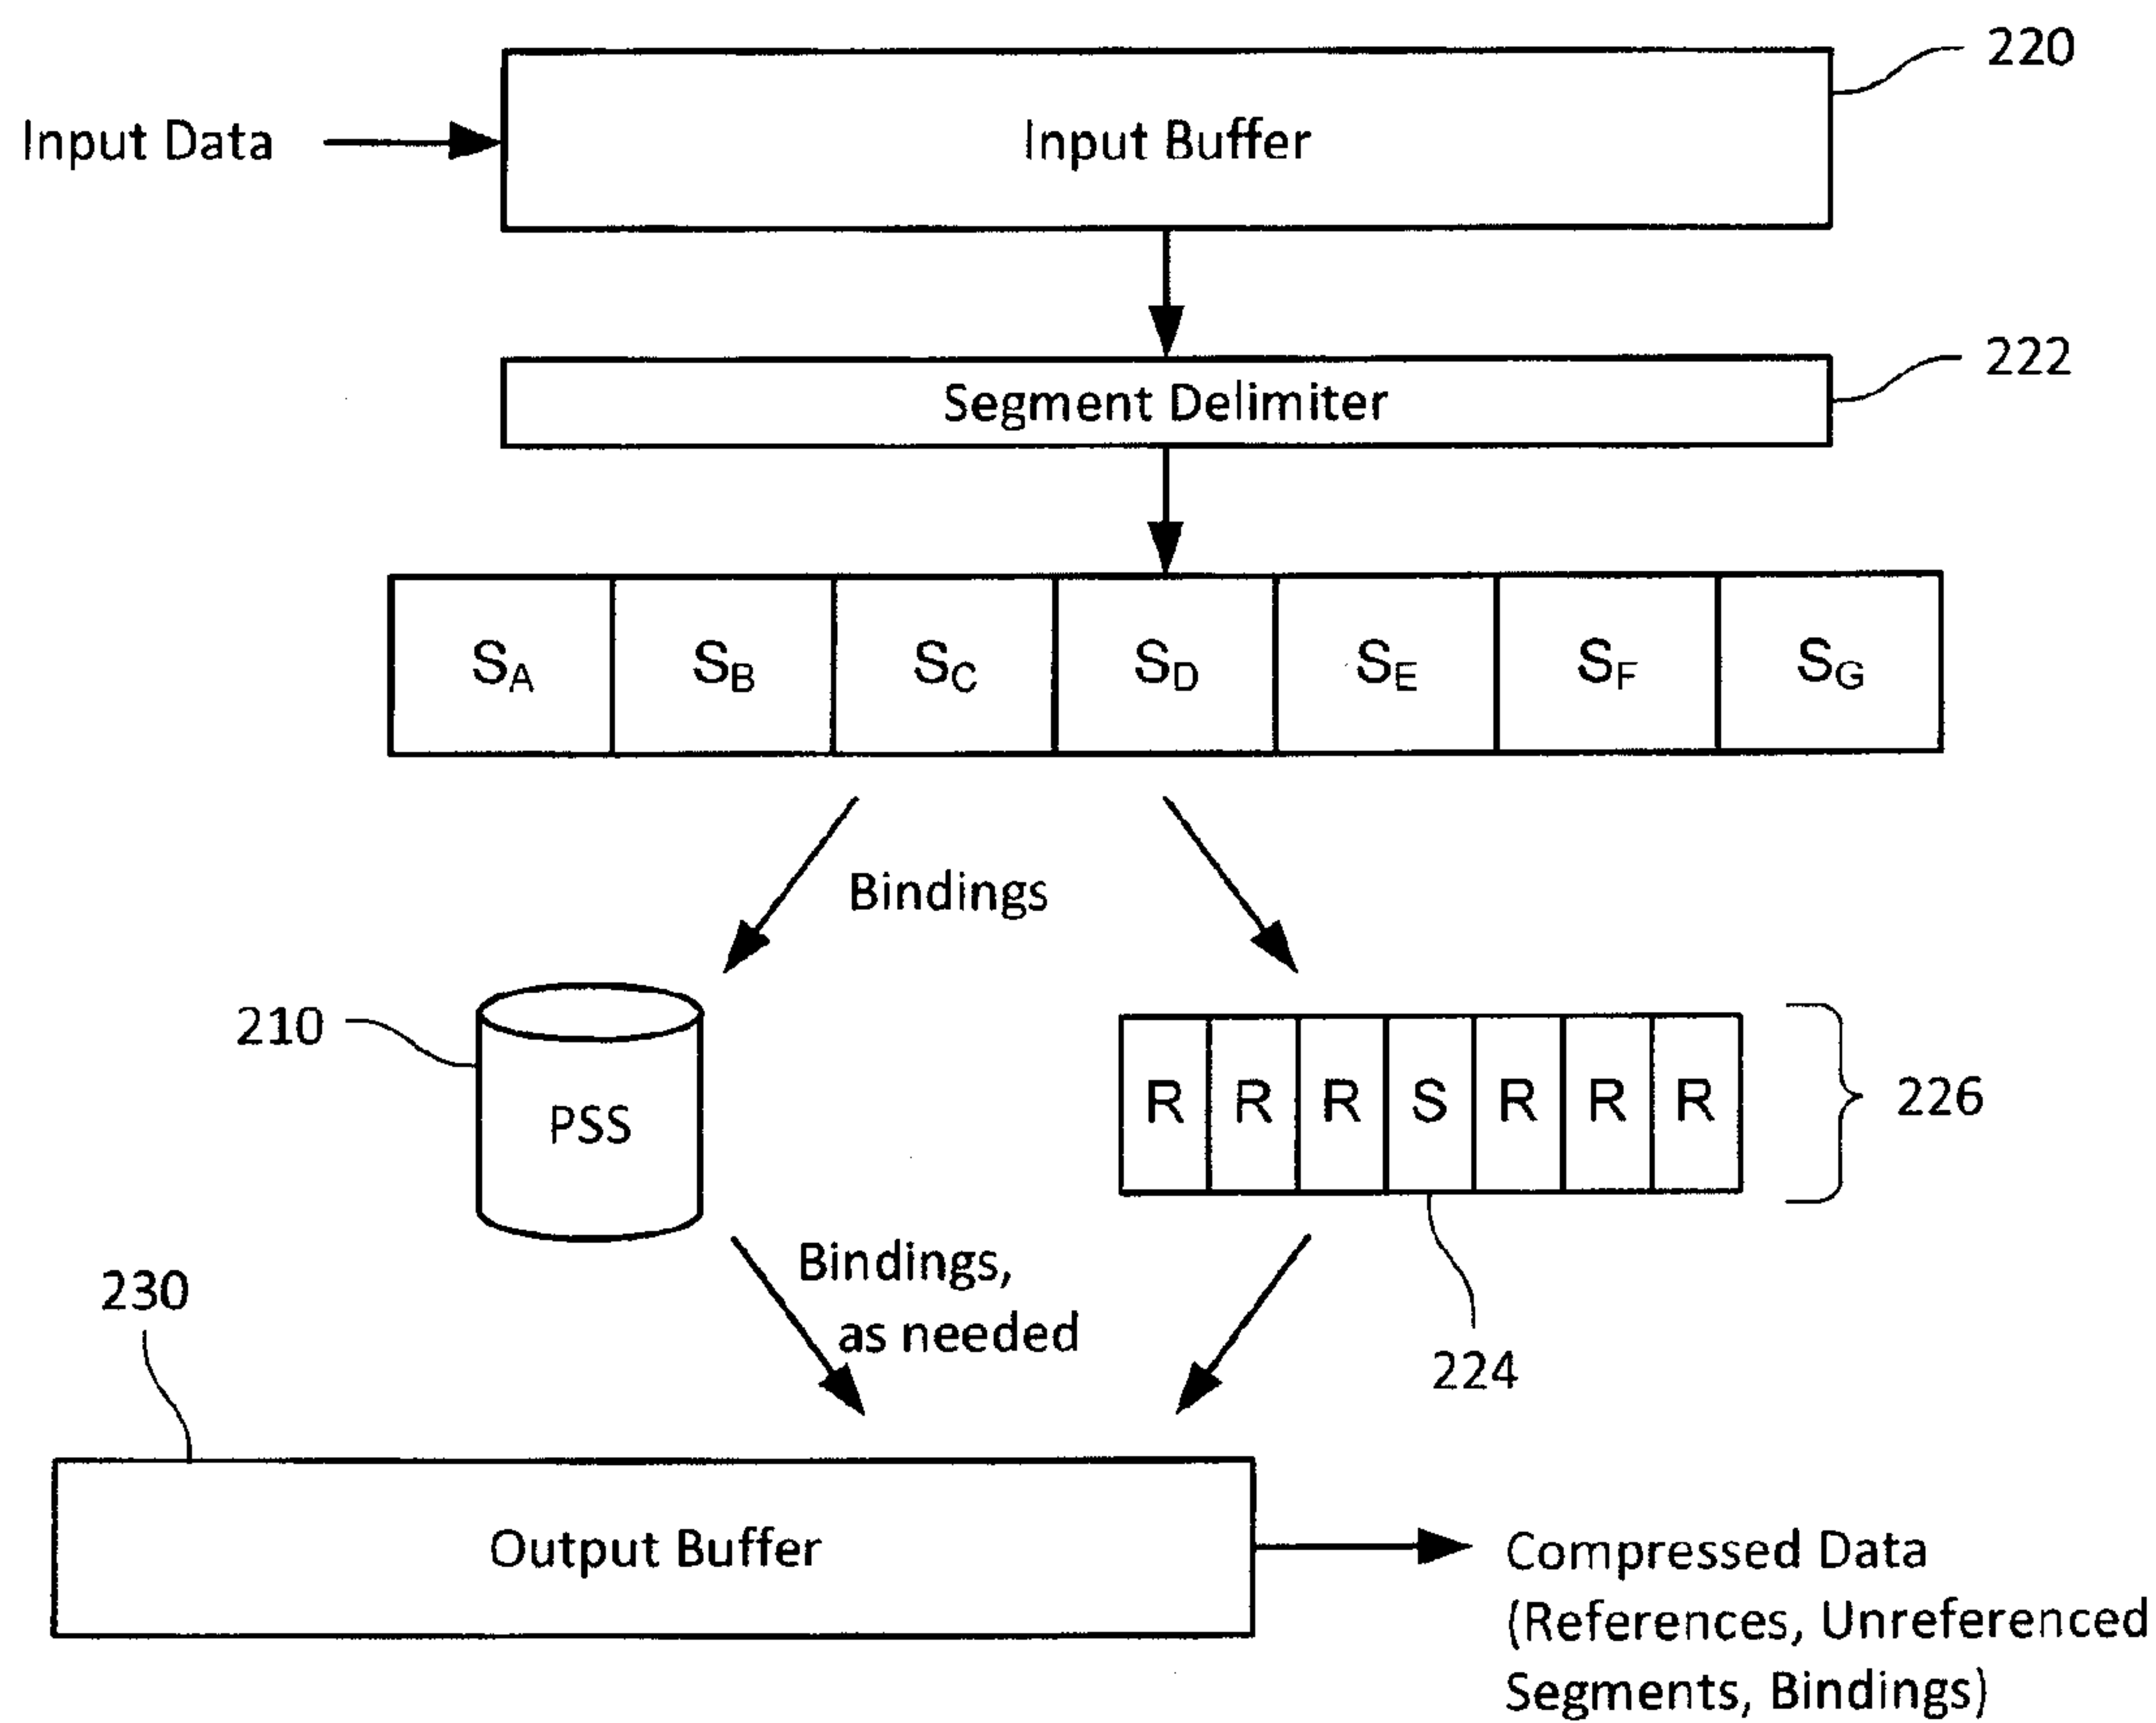 220
Input Data
Input Buffer
222
Segment Delimiter
SA SB SC SD SE SF SG
Bindings
210
PSS
R R R S R R R
226
Bindings,
as needed
230
224
Output Buffer
Compressed Data
(References, Unreferenced
Segments, Bindings)